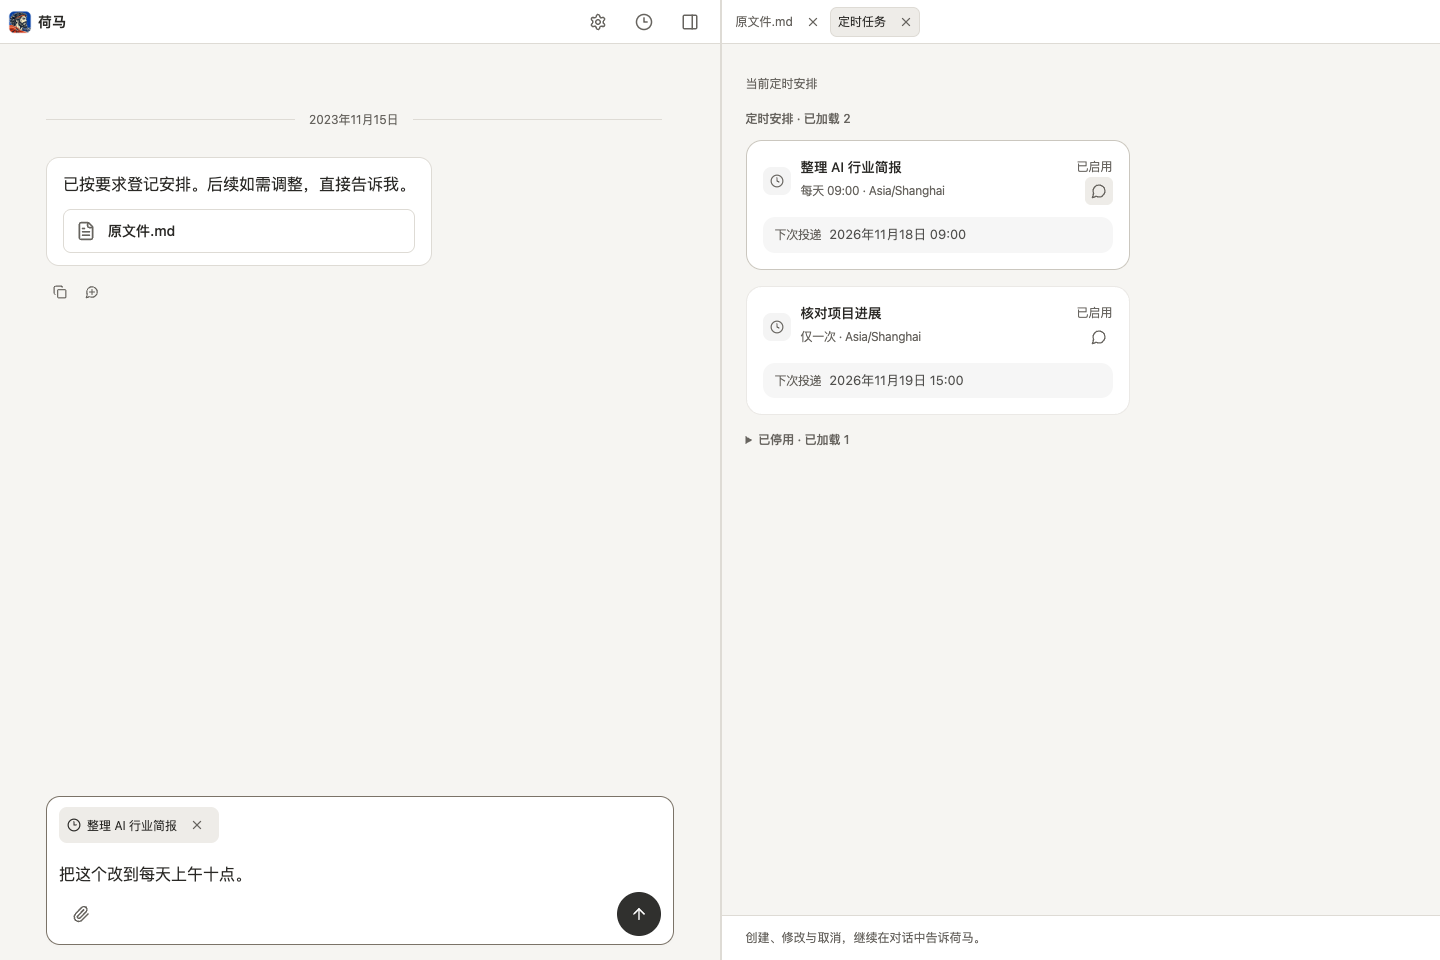 荷马
2023年11月15日
已按要求登记安排。后续如需调整，直接告诉我。
原文件.md
整理 AI 行业简报
把这个改到每天上午十点。
原文件.md
定时任务
当前定时安排
定时安排 · 已加载 2
整理 AI 行业简报
已启用
每天 09:00 · Asia/Shanghai
下次投递 2026年11月18日 09:00
核对项目进展
已启用
仅一次 · Asia/Shanghai
下次投递 2026年11月19日 15:00
已停用 · 已加载 1
创建、修改与取消，继续在对话中告诉荷马。